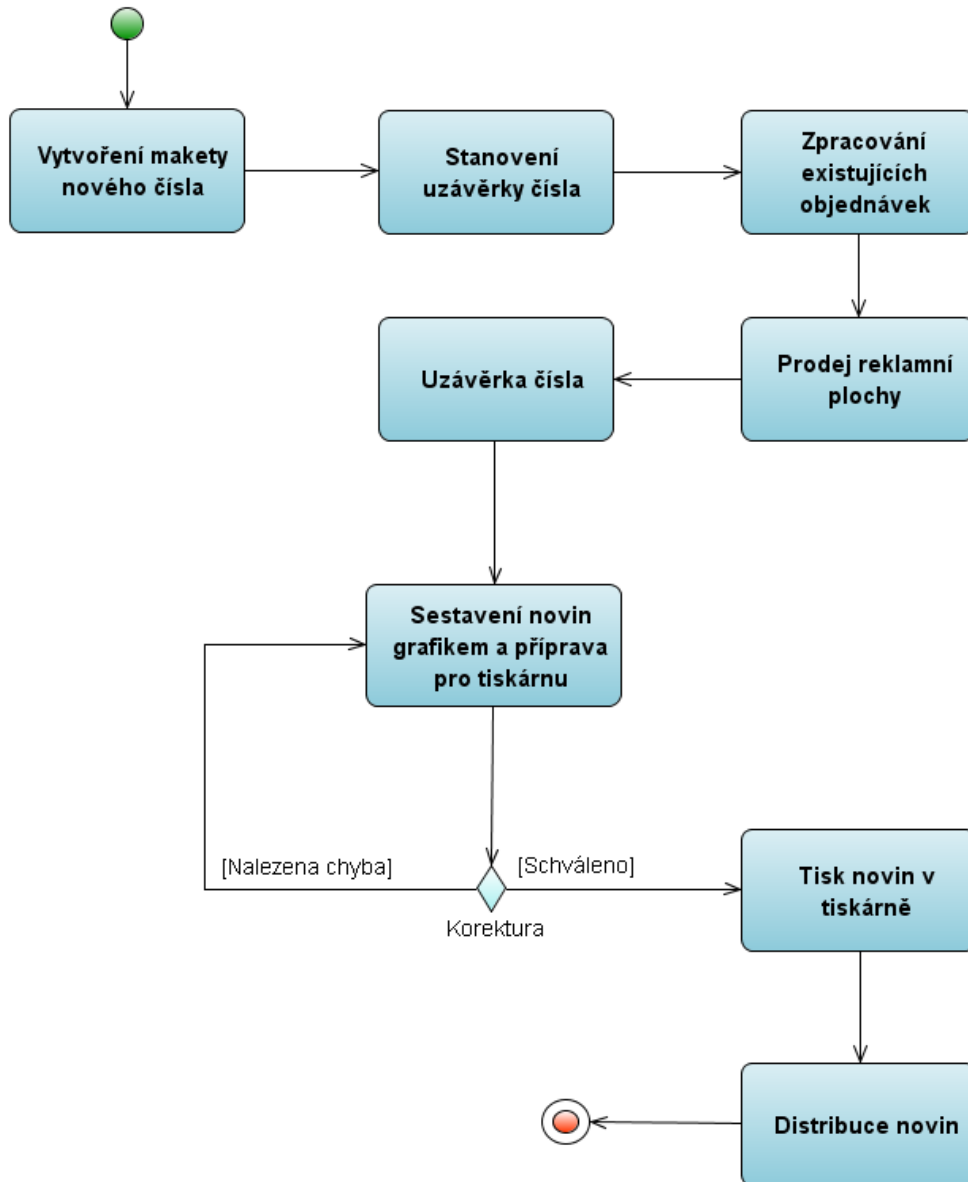 Vytvoření makety
nového čísla
Stanovení
uzávěrky čísla
Zpracování
existujících
objednávek
Prodej reklamní
plochy
Uzávěrka čísla
Sestavení novin
grafikem a příprava
pro tiskárnu
[Nalezena chyba]
[Schváleno]
Korektura
Tisk novin v
tiskárně
Distribuce novin